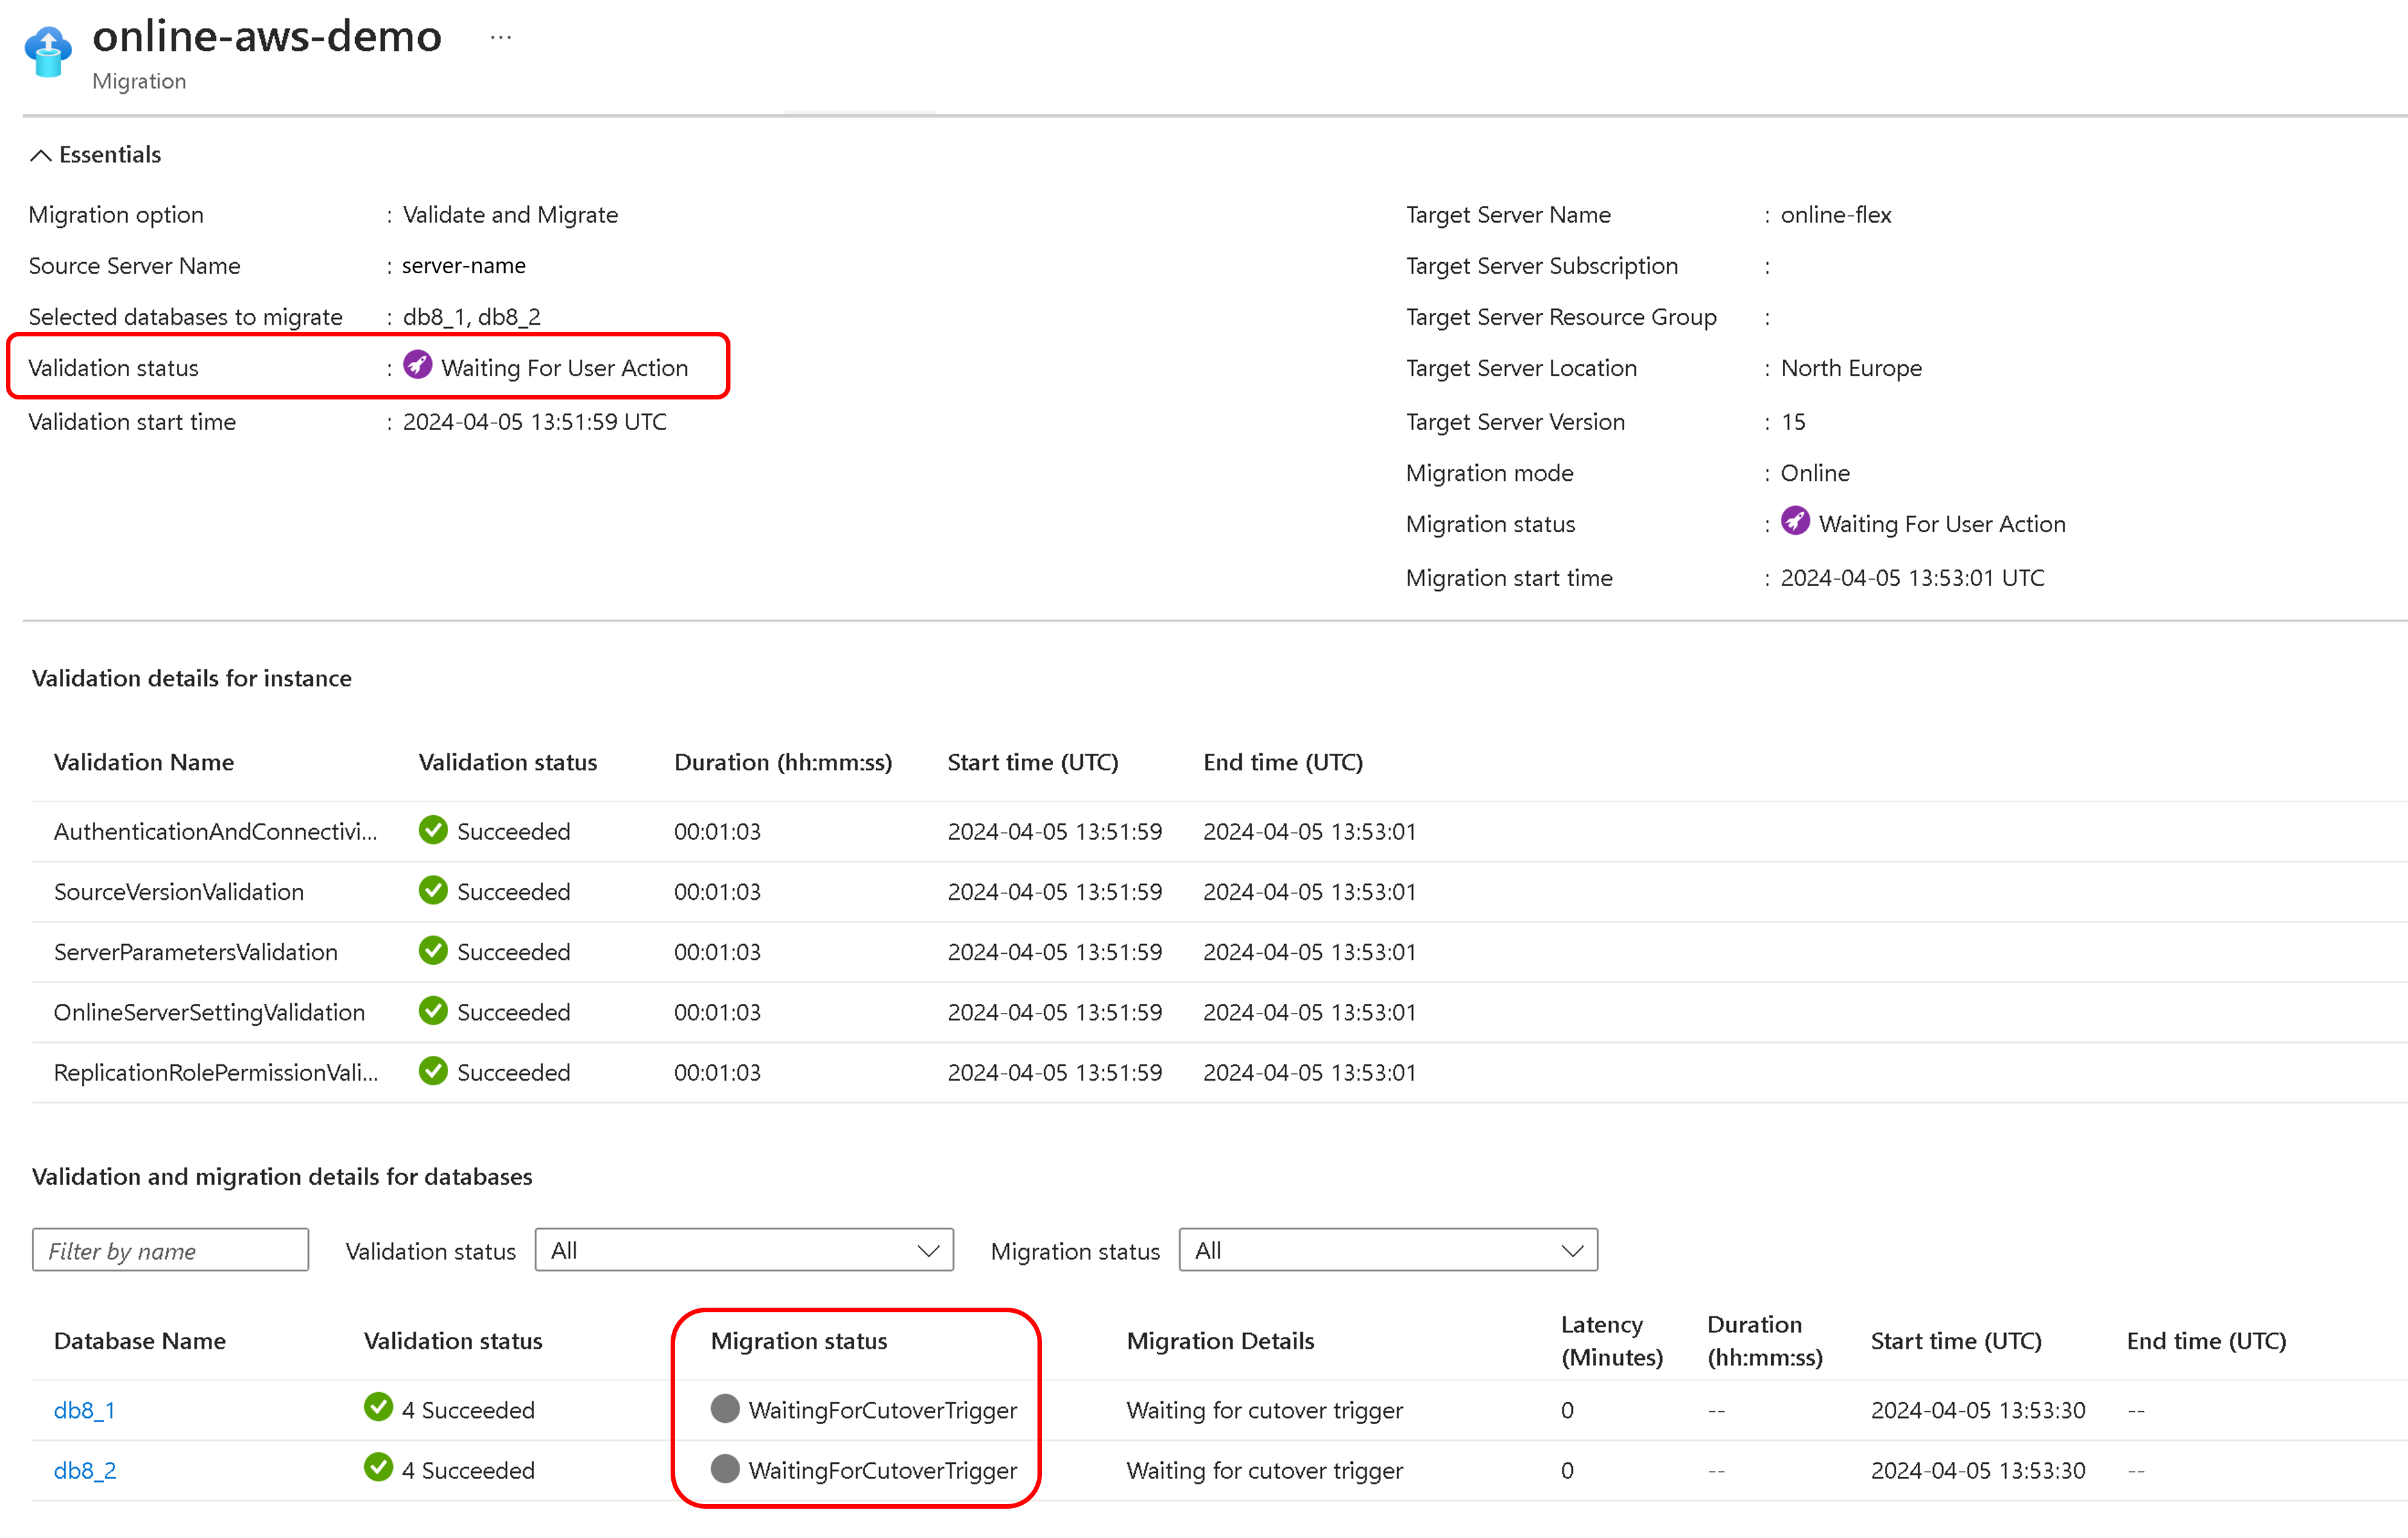 online-aws-demo ...
Migration
Essentials
Migration option : Validate and Migrate
Source Server Name : server-name
Selected databases to migrate : db8_1, db8_2
Validation status : Waiting For User Action
Validation start time : 2024-04-05 13:51:59 UTC
Target Server Name : online-flex
Target Server Subscription :
Target Server Resource Group :
Target Server Location : North Europe
Target Server Version : 15
Migration mode : Online
Migration status : Waiting For User Action
Migration start time : 2024-04-05 13:53:01 UTC
Validation details for instance
Validation Name Validation status Duration (hh:mm:ss) Start time (UTC) End time (UTC)
AuthenticationAndConnectivi... Succeeded 00:01:03 2024-04-05 13:51:59 2024-04-05 13:53:01
SourceVersionValidation Succeeded 00:01:03 2024-04-05 13:51:59 2024-04-05 13:53:01
ServerParametersValidation Succeeded 00:01:03 2024-04-05 13:51:59 2024-04-05 13:53:01
OnlineServerSettingValidation Succeeded 00:01:03 2024-04-05 13:51:59 2024-04-05 13:53:01
ReplicationRolePermissionVali... Succeeded 00:01:03 2024-04-05 13:51:59 2024-04-05 13:53:01
Validation and migration details for databases
Filter by name Validation status All Migration status All
Database Name Validation status Migration status Migration Details Latency (Minutes) Duration (hh:mm:ss) Start time (UTC) End time (UTC)
db8_1 4 Succeeded WaitingForCutoverTrigger Waiting for cutover trigger 0 -- 2024-04-05 13:53:30 --
db8_2 4 Succeeded WaitingForCutoverTrigger Waiting for cutover trigger 0 -- 2024-04-05 13:53:30 --